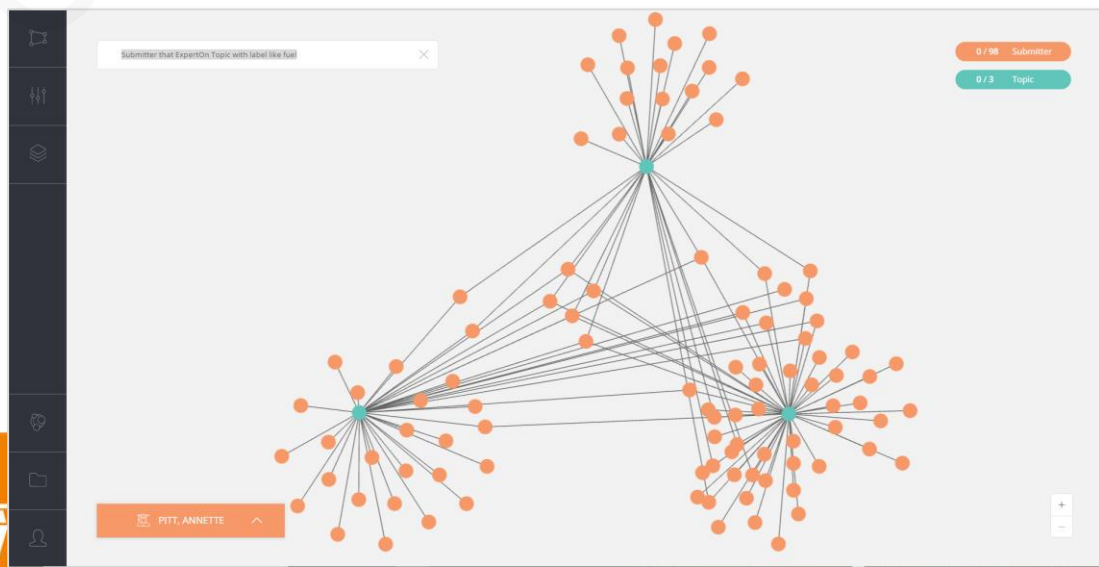 Submitter that ExpertOn Topic with label like fuel
0 / 98 Submitter
0 / 3 Topic
PITT, ANNETTE